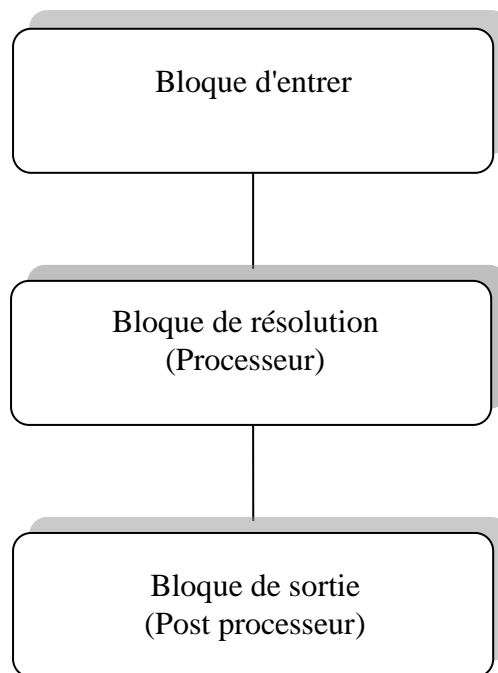 Bloque d'entrer
Bloque de résolution
(Processeur)
Bloque de sortie
(Post processeur)